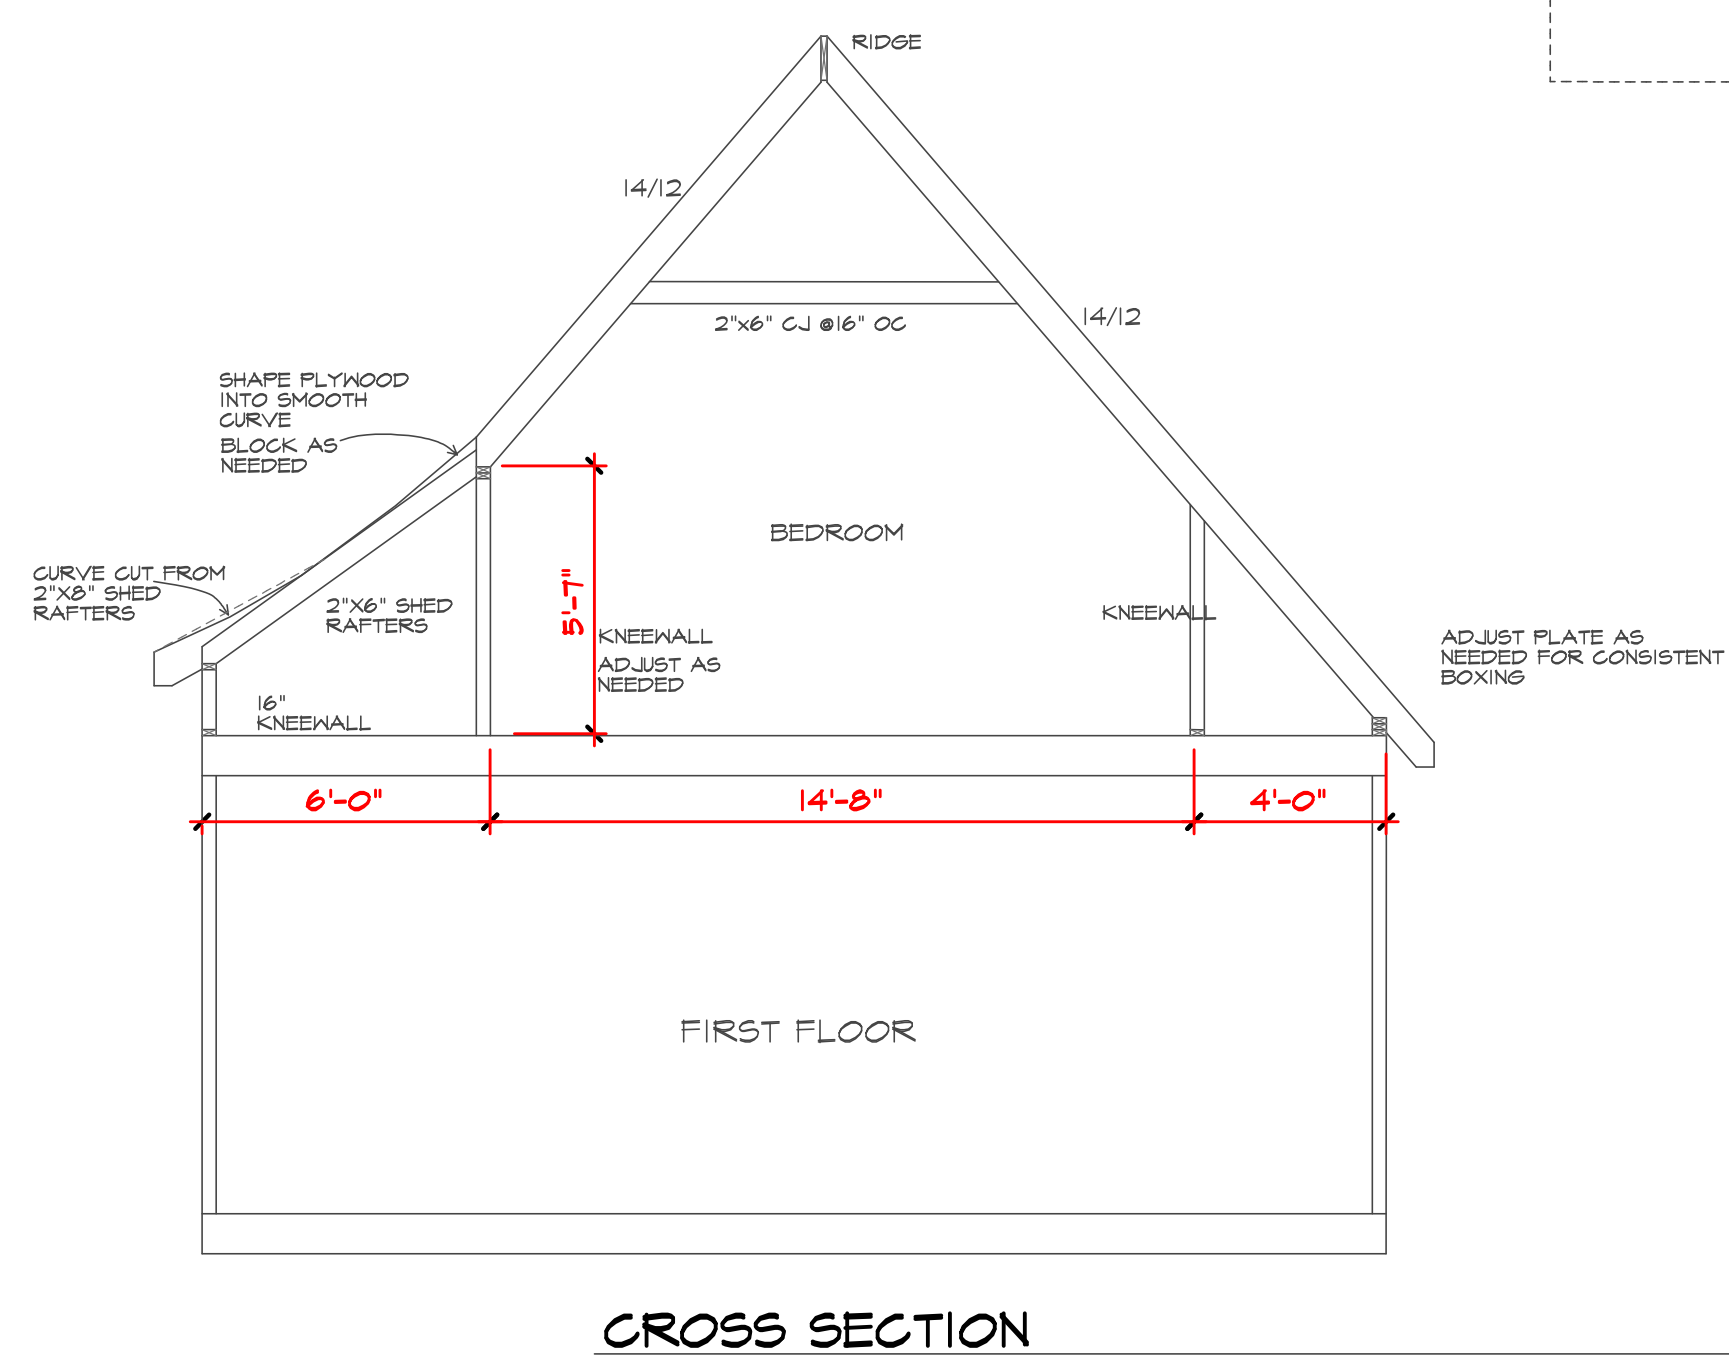 RIDGE
14/12
14/12
2"x6" CJ @16" OC
SHAPE PLYWOOD
INTO SMOOTH
CURVE
BLOCK AS
NEEDED
BEDROOM
CURVE CUT FROM
2"X8" SHED
RAFTERS
2"X6" SHED
RAFTERS
5'-7"
KNEEWALL
ADJUST AS
NEEDED
KNEEWALL
ADJUST PLATE AS
NEEDED FOR CONSISTENT
BOXING
16"
KNEEWALL
6'-0"
14'-8"
4'-0"
FIRST FLOOR
CROSS SECTION